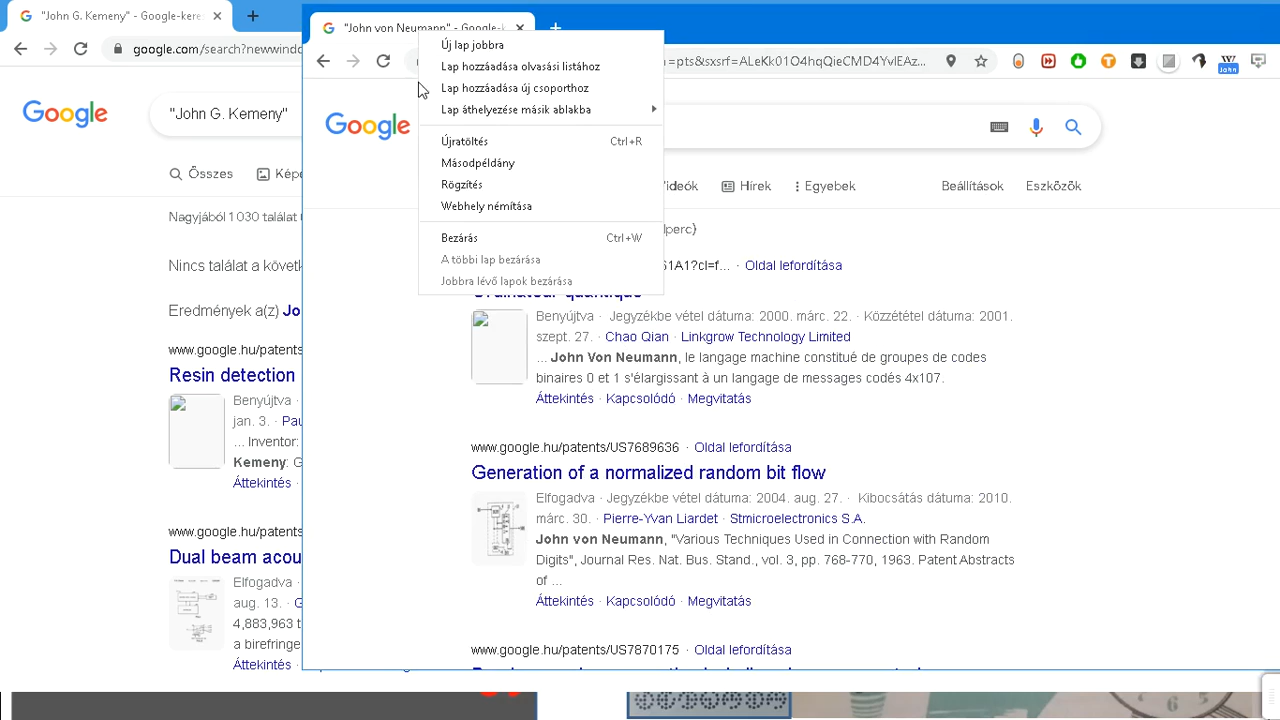 "John G. Kemeny" - Google-kere
google.com/search?newwindo
Google
"John G. Kemeny"
Összes
Képe
Nagyjából 1 030 találat
Nincs találat a követk
Eredmények a(z) Jo
www.google.hu/patents
Resin detection
Benyújtva ·
jan. 3. · Pau
... Inventor:
Kemeny: G
Áttekintés ·
www.google.hu/patents
Dual beam acou
Elfogadva ·
aug. 13. ·
4,883,963 t
a birefringe
Áttekintés ·
"John von Neumann" - Google-k
=pts&sxsrf=ALeKk01O4hqQieCMD4YvlEAz...
John
Új lap jobbra
Lap hozzáadása olvasási listához
Lap hozzáadása új csoporthoz
Lap áthelyezése másik ablakba
Újratöltés Ctrl+R
Másodpéldány
Rögzítés
Webhely némítása
Bezárás Ctrl+W
A többi lap bezárása
Jobbra lévő lapok bezárása
Google
Hírek
Egyebek
Beállítások
Eszközök
61A1?cl=f... · Oldal lefordítása
Ordinateur quantique
Benyújtva · Jegyzékbe vétel dátuma: 2000. márc. 22. · Közzététel dátuma: 2001.
szept. 27. · Chao Qian · Linkgrow Technology Limited
... John Von Neumann, le langage machine constitué de groupes de codes
binaires 0 et 1 s'élargissant à un langage de messages codés 4x107.
Áttekintés · Kapcsolódó · Megvitatás
www.google.hu/patents/US7689636 · Oldal lefordítása
Generation of a normalized random bit flow
Elfogadva · Jegyzékbe vétel dátuma: 2004. aug. 27. · Kibocsátás dátuma: 2010.
márc. 30. · Pierre-Yvan Liardet · Stmicroelectronics S.A.
John von Neumann, "Various Techniques Used in Connection with Random
Digits", Journal Res. Nat. Bus. Stand., vol. 3, pp. 768-770, 1963. Patent Abstracts
of ...
Áttekintés · Kapcsolódó · Megvitatás
www.google.hu/patents/US7870175 · Oldal lefordítása